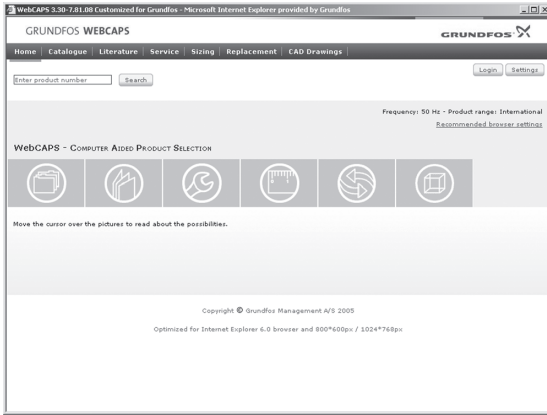 WebCAPS 3.30-7.81.08 Customized for Grundfos - Microsoft Internet Explorer provided by Grundfos
GRUNDFOS WEBCAPS
GRUNDFOS
Home | Catalogue | Literature | Service | Sizing | Replacement | CAD Drawings |
Login Settings
Enter product number Search
Frequency: 50 Hz - Product range: International
Recommended browser settings
WebCAPS - Computer Aided Product Selection
Move the cursor over the pictures to read about the possibilities.
Copyright © Grundfos Management A/S 2005
Optimized for Internet Explorer 6.0 browser and 800*600px / 1024*768px